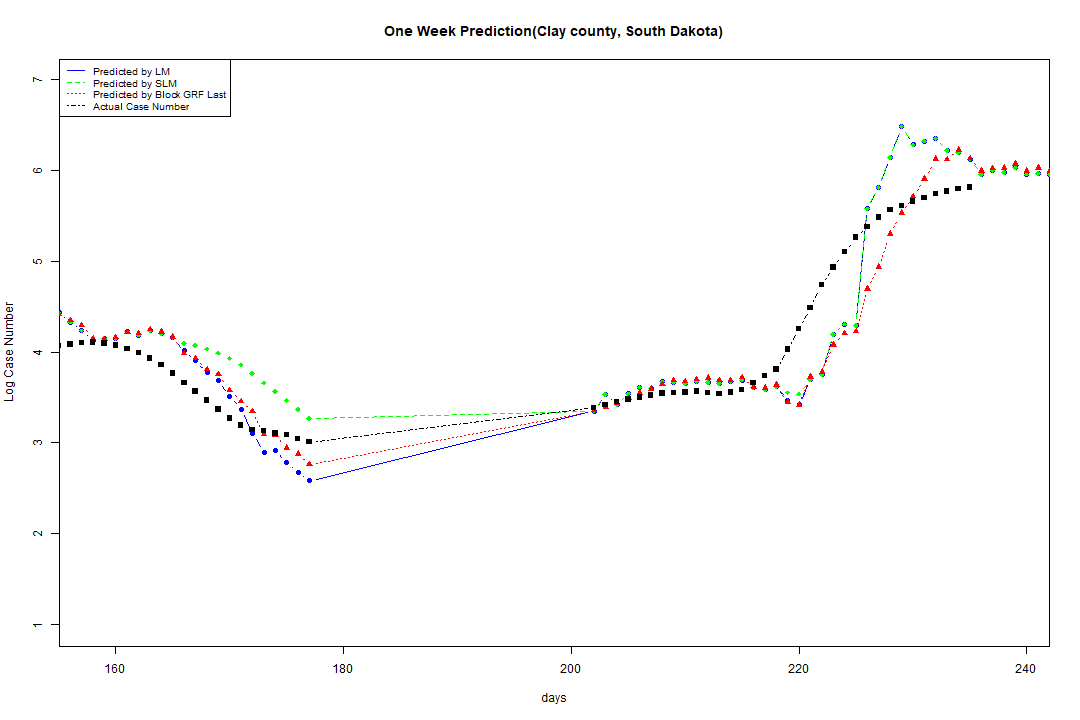 One Week Prediction(Clay county, South Dakota)
Predicted by LM
Predicted by SLM
Predicted by Block GRF Last
Actual Case Number
7
6
5
4
3
2
1
Log Case Number
160 180 200 220 240
days